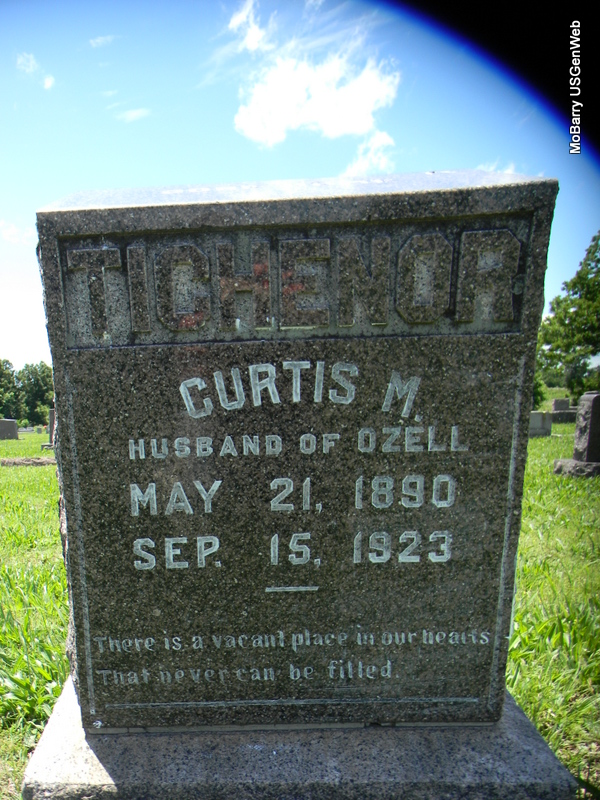 MoBarry USGenWeb
TICHENOR
CURTIS M.
HUSBAND OF OZELL
MAY 21, 1890
SEP. 15, 1923
There is a vacant place in our hearts
That never can be filled.